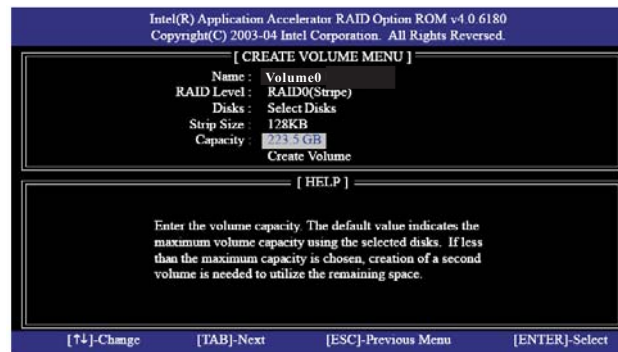 Intel(R) Application Accelerator RAID Option ROM v4.0.6180
Copyright(C) 2003-04 Intel Corporation. All Rights Reversed.
[ CREATE VOLUME MENU ]
Name : Volume0
RAID Level : RAID0(Stripe)
Disks : Select Disks
Strip Size : 128KB
Capacity : 223.5 GB
Create Volume
[ HELP ]
Enter the volume capacity. The default value indicates the
maximum volume capacity using the selected disks. If less
than the maximum capacity is chosen, creation of a second
volume is needed to utilize the remaining space.
[↑↓]-Change [TAB]-Next [ESC]-Previous Menu [ENTER]-Select